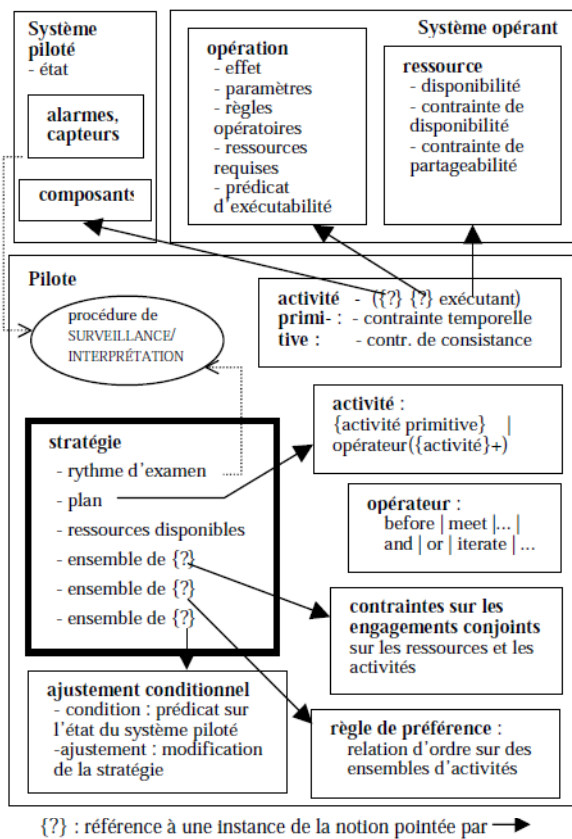 Système
piloté
- état
alarmes,
capteurs
composants
Système opérant
opération
- effet
- paramètres
- règles
opératoires
- ressources
requises
- prédicat
d'exécutabilité
ressource
- disponibilité
- contrainte de
disponibilité
- contrainte de
partageabilité
Pilote
procédure de
SURVEILLANCE/
INTERPRÉTATION
activité - ({?} {?} exécutant)
primi- : - contrainte temporelle
tive : - contr. de consistance
activité :
{activité primitive} |
opérateur({activité}+)
stratégie
- rythme d'examen
- plan
- ressources disponibles
- ensemble de {?}
- ensemble de {?}
- ensemble de {?}
opérateur :
before | meet |... |
and | or | iterate | ...
contraintes sur les
engagements conjoints
sur les ressources et les
activités
ajustement conditionnel
- condition : prédicat sur
l'état du système piloté
-ajustement : modification
de la stratégie
règle de préférence :
relation d'ordre sur des
ensembles d'activités
{?} : référence à une instance de la notion pointée par